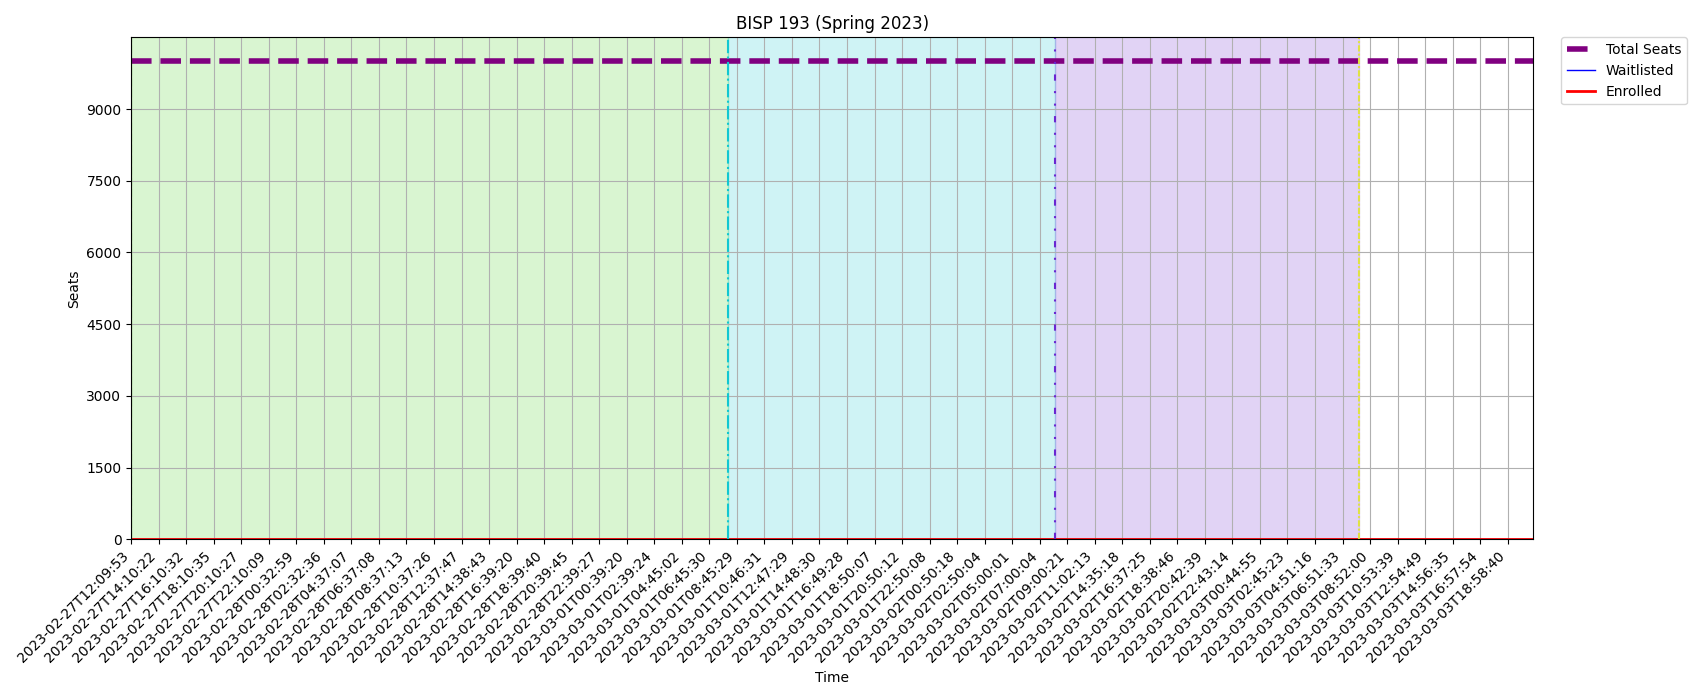 BISP 193 (Spring 2023)
Total Seats
Waitlisted
Enrolled
9000
7500
6000
4500
3000
1500
0
Seats
2023-02-27T12:09:53
2023-02-27T14:10:22
2023-02-27T16:10:32
2023-02-27T18:10:35
2023-02-27T20:10:27
2023-02-27T22:10:09
2023-02-28T00:32:59
2023-02-28T02:32:36
2023-02-28T04:37:07
2023-02-28T06:37:08
2023-02-28T08:37:13
2023-02-28T10:37:26
2023-02-28T12:37:47
2023-02-28T14:38:43
2023-02-28T16:39:20
2023-02-28T18:39:40
2023-02-28T20:39:45
2023-02-28T22:39:27
2023-03-01T00:39:20
2023-03-01T02:39:24
2023-03-01T04:45:02
2023-03-01T06:45:30
2023-03-01T08:45:29
2023-03-01T10:46:31
2023-03-01T12:47:29
2023-03-01T14:48:30
2023-03-01T16:49:28
2023-03-01T18:50:07
2023-03-01T20:50:12
2023-03-01T22:50:08
2023-03-02T00:50:18
2023-03-02T02:50:04
2023-03-02T05:00:01
2023-03-02T07:00:04
2023-03-02T09:00:21
2023-03-02T11:02:13
2023-03-02T14:35:18
2023-03-02T16:37:25
2023-03-02T18:38:46
2023-03-02T20:42:39
2023-03-02T22:43:14
2023-03-03T00:44:55
2023-03-03T02:45:23
2023-03-03T04:51:16
2023-03-03T06:51:33
2023-03-03T08:52:00
2023-03-03T10:53:39
2023-03-03T12:54:49
2023-03-03T14:56:35
2023-03-03T16:57:54
2023-03-03T18:58:40
Time